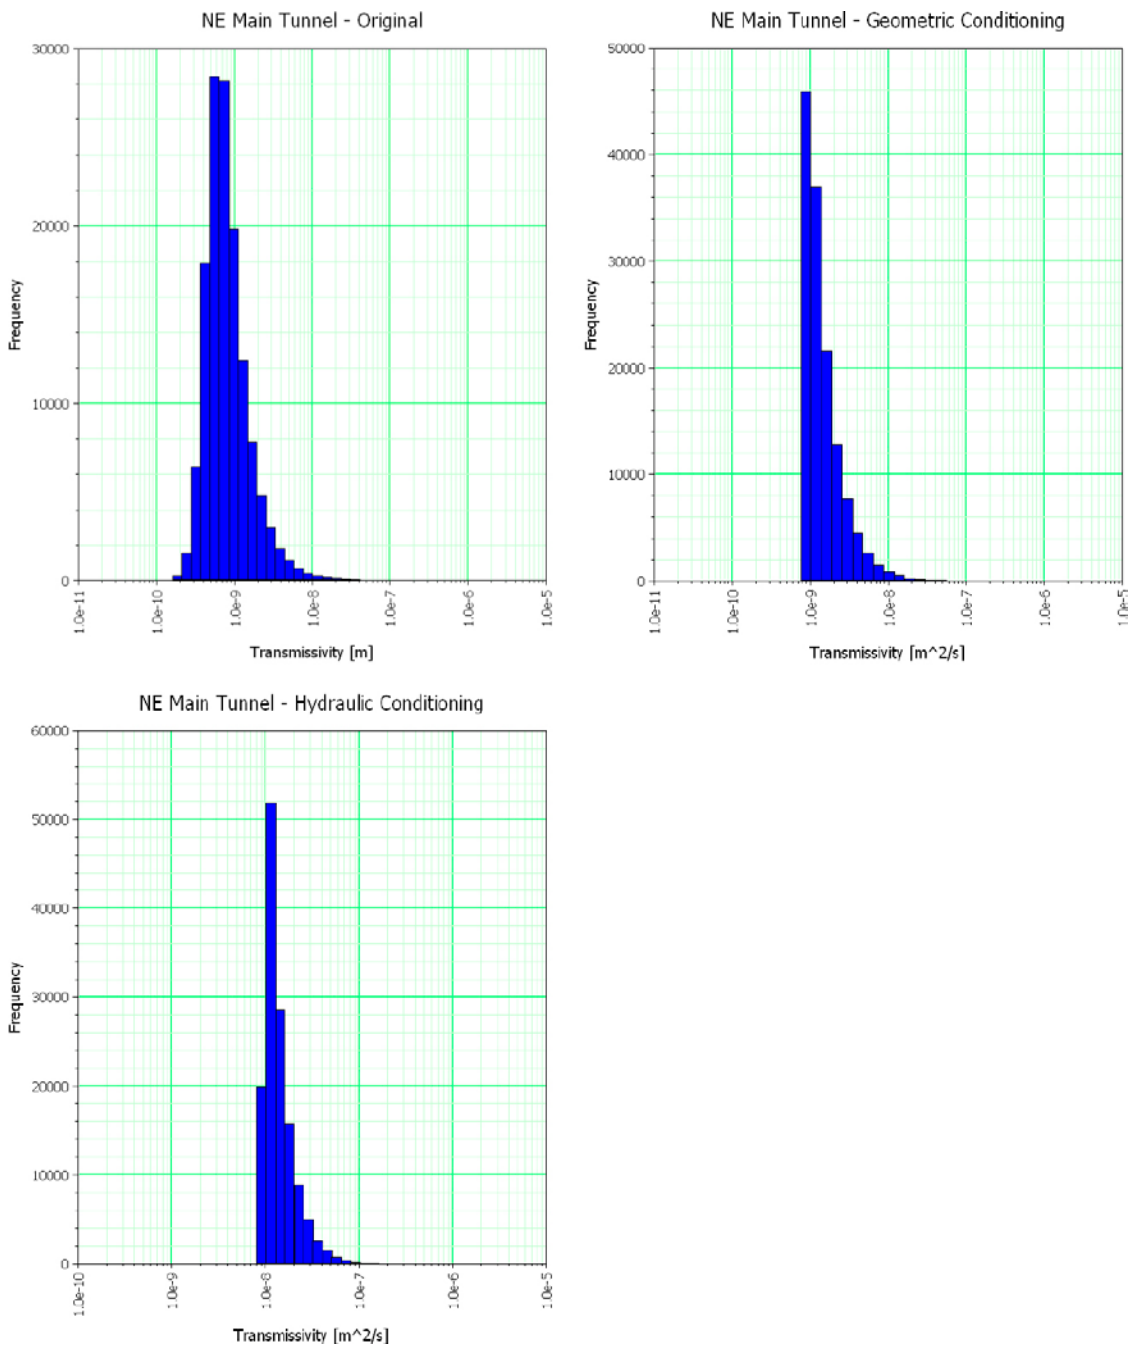 NE Main Tunnel - Original
30000
20000
10000
0
Frequency
1.0e-11
1.0e-10
1.0e-9
1.0e-8
1.0e-7
1.0e-6
1.0e-5
Transmissivity [m]
NE Main Tunnel - Geometric Conditioning
50000
40000
30000
20000
10000
0
Frequency
1.0e-11
1.0e-10
1.0e-9
1.0e-8
1.0e-7
1.0e-6
1.0e-5
Transmissivity [m^2/s]
NE Main Tunnel - Hydraulic Conditioning
60000
50000
40000
30000
20000
10000
0
Frequency
1.0e-10
1.0e-9
1.0e-8
1.0e-7
1.0e-6
1.0e-5
Transmissivity [m^2/s]